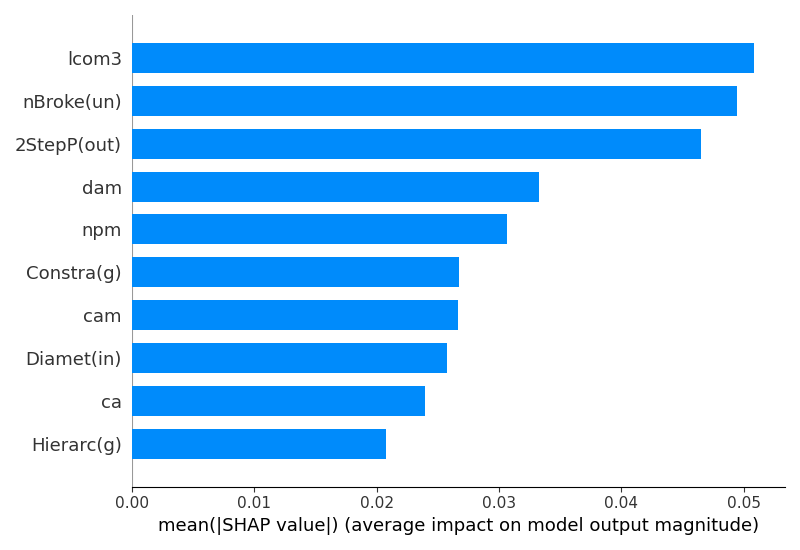 lcom3
nBroke(un)
2StepP(out)
dam
npm
Constra(g)
cam
Diamet(in)
ca
Hierarc(g)
0.00 0.01 0.02 0.03 0.04 0.05
mean(|SHAP value|) (average impact on model output magnitude)